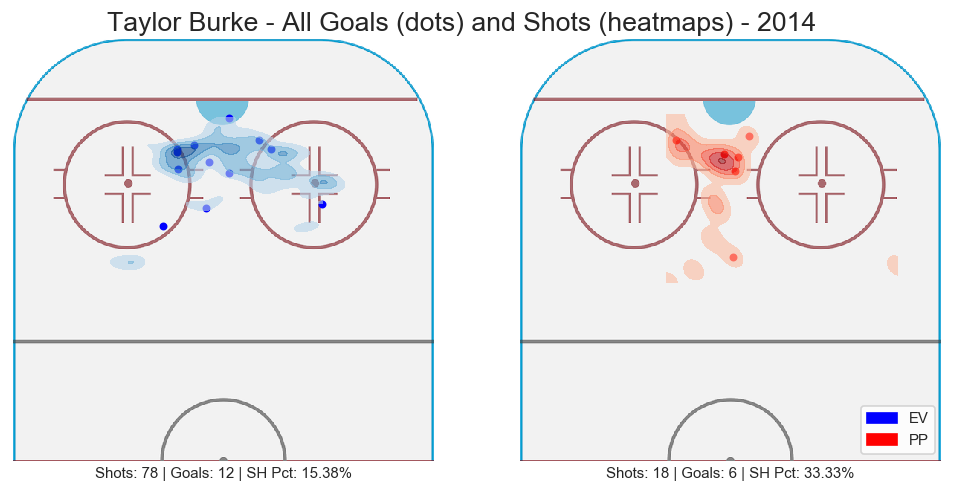 Taylor Burke - All Goals (dots) and Shots (heatmaps) - 2014
EV
PP
Shots: 78 | Goals: 12 | SH Pct: 15.38%
Shots: 18 | Goals: 6 | SH Pct: 33.33%